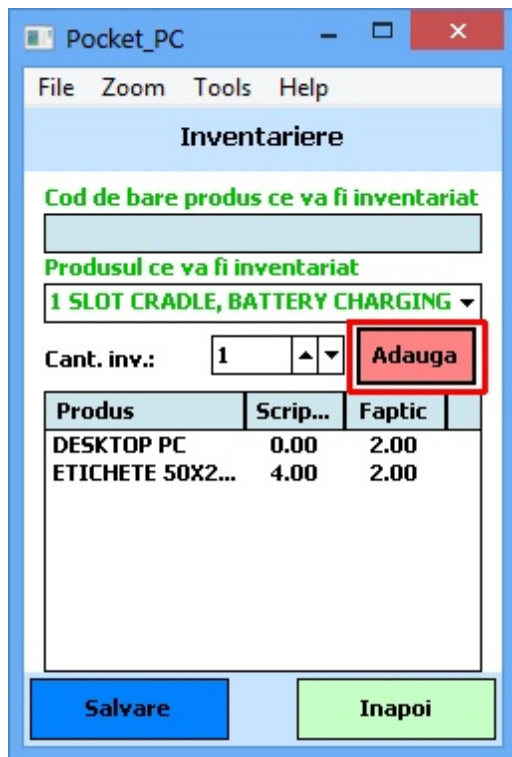 Pocket_PC
File Zoom Tools Help
Inventariere
Cod de bare produs ce va fi inventariat
Produsul ce va fi inventariat
1 SLOT CRADLE, BATTERY CHARGING
Cant. inv.: 1 Adauga
Produs Scrip... Faptic
DESKTOP PC 0.00 2.00
ETICHETE 50X2... 4.00 2.00
Salvare Inapoi